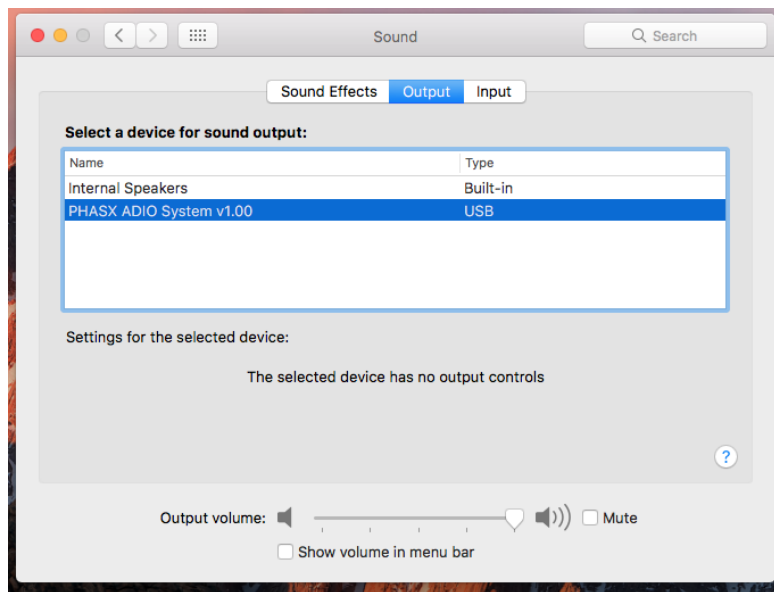 Sound
Search
Sound Effects Output Input
Select a device for sound output:
Name Type
Internal Speakers Built-in
PHASX ADIO System v1.00 USB
Settings for the selected device:
The selected device has no output controls
?
Output volume: Mute
Show volume in menu bar